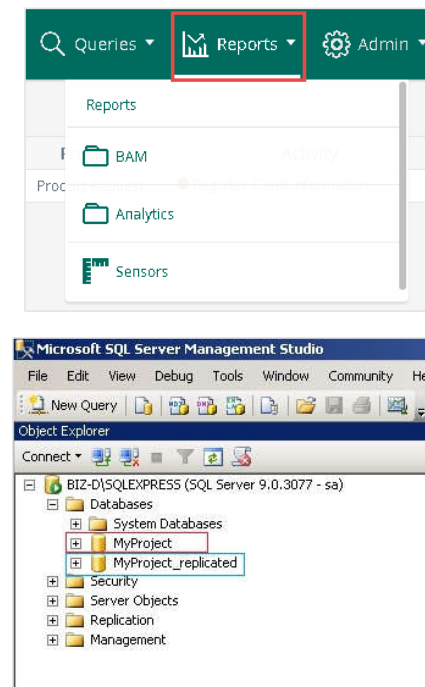 Queries Reports Admin
Reports
BAM
Analytics
Proc
Sensors
Microsoft SQL Server Management Studio
File Edit View Debug Tools Window Community He
New Query
Object Explorer
Connect
BIZ-D\SQLEXPRESS (SQL Server 9.0.3077 - sa)
Databases
System Databases
MyProject
MyProject_replicated
Security
Server Objects
Replication
Management